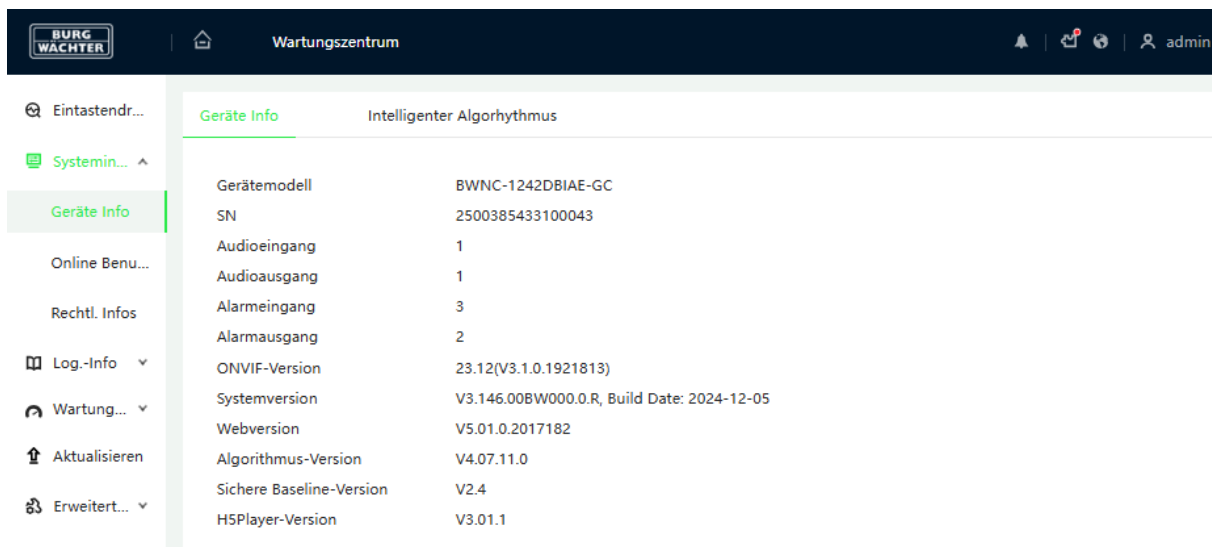 BURG
WÄCHTER
Wartungszentrum
admin
Eintastendr...
Systemin...
Geräte Info
Online Benu...
Rechtl. Infos
Log.-Info
Wartung...
Aktualisieren
Erweitert...
Geräte Info Intelligenter Algorhythmus
Gerätemodell BWNC-1242DBIAE-GC
SN 2500385433100043
Audioeingang 1
Audioausgang 1
Alarmeingang 3
Alarmausgang 2
ONVIF-Version 23.12(V3.1.0.1921813)
Systemversion V3.146.00BW000.0.R, Build Date: 2024-12-05
Webversion V5.01.0.2017182
Algorithmus-Version V4.07.11.0
Sichere Baseline-Version V2.4
H5Player-Version V3.01.1